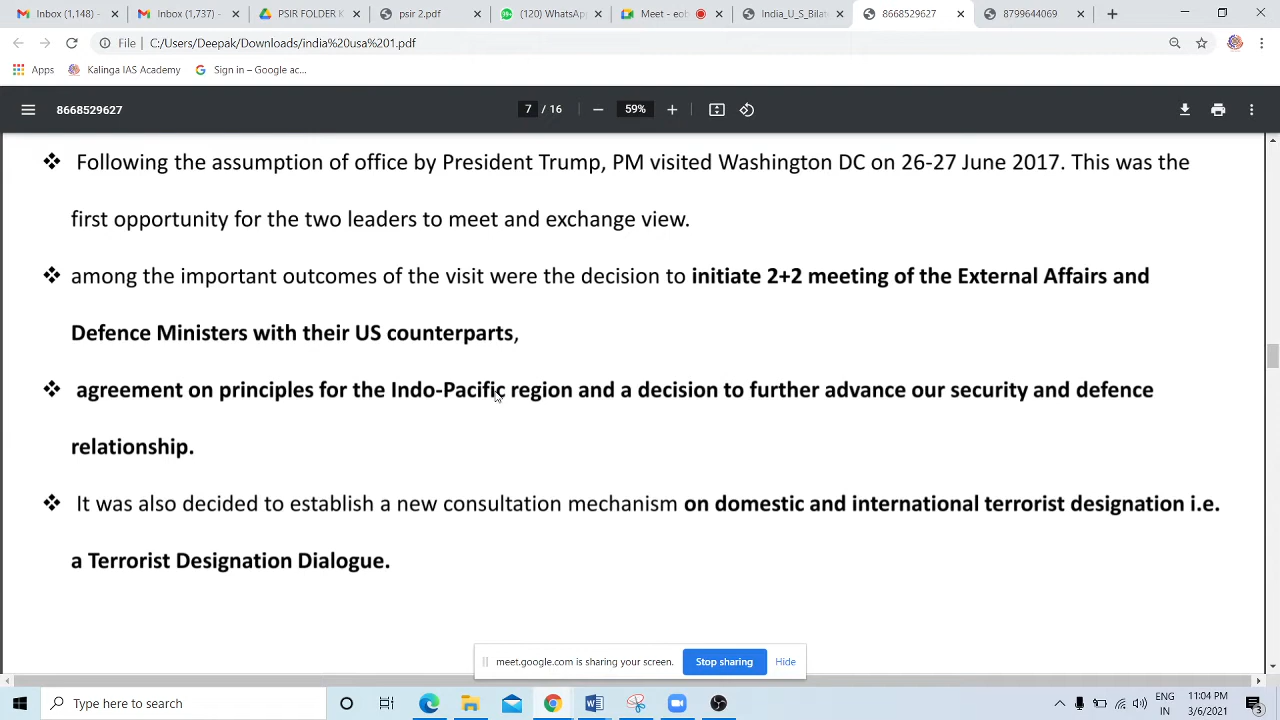 Inbox (1,43
Inbox (1,737)
PSIR FOLDER K
psir 2.pdf
(120) WhatsApp
Meet - eob
India_U_S_Bilat
8668529627
8799644063
File | C:/Users/Deepak/Downloads/india%20usa%201.pdf
Apps Kalinga IAS Academy Sign in – Google ac...
8668529627 7 / 16 59%
❖ Following the assumption of office by President Trump, PM visited Washington DC on 26-27 June 2017. This was the
first opportunity for the two leaders to meet and exchange view.
❖ among the important outcomes of the visit were the decision to initiate 2+2 meeting of the External Affairs and
Defence Ministers with their US counterparts,
❖ agreement on principles for the Indo-Pacific region and a decision to further advance our security and defence
relationship.
❖ It was also decided to establish a new consultation mechanism on domestic and international terrorist designation i.e.
a Terrorist Designation Dialogue.
meet.google.com is sharing your screen. Stop sharing Hide
Type here to search
ENG
IN
11:04 PM
3/6/2021
3